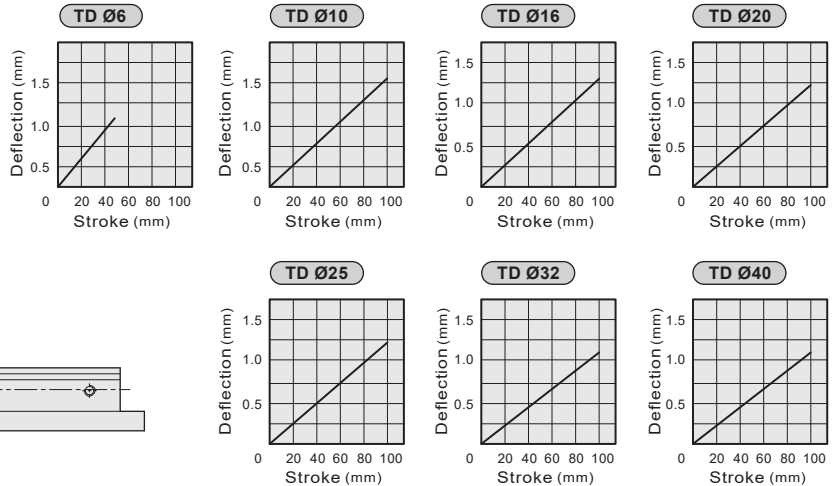 TD Ø6
Deflection (mm)
1.5
1.0
0.5
0 20 40 60 80 100
Stroke (mm)
TD Ø10
Deflection (mm)
1.5
1.0
0.5
0 20 40 60 80 100
Stroke (mm)
TD Ø16
Deflection (mm)
1.5
1.0
0.5
0 20 40 60 80 100
Stroke (mm)
TD Ø20
Deflection (mm)
1.5
1.0
0.5
0 20 40 60 80 100
Stroke (mm)
TD Ø25
Deflection (mm)
1.5
1.0
0.5
0 20 40 60 80 100
Stroke (mm)
TD Ø32
Deflection (mm)
1.5
1.0
0.5
0 20 40 60 80 100
Stroke (mm)
TD Ø40
Deflection (mm)
1.5
1.0
0.5
0 20 40 60 80 100
Stroke (mm)